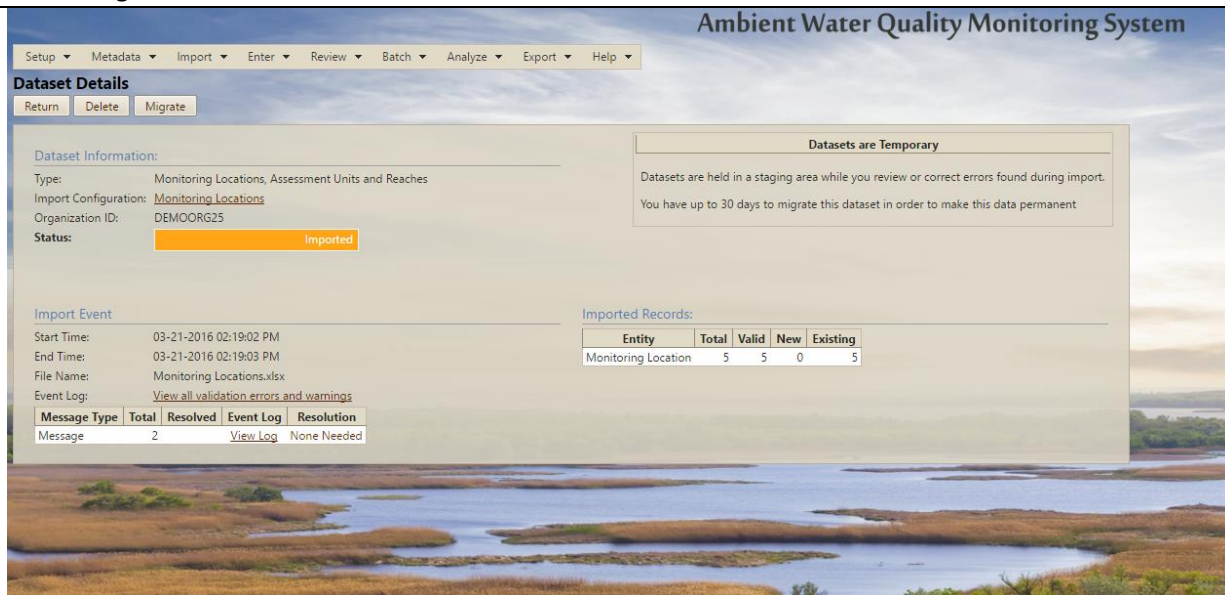 Ambient Water Quality Monitoring System
Setup Metadata Import Enter Review Batch Analyze Export Help
Dataset Details
Return Delete Migrate
Dataset Information:
Type: Monitoring Locations, Assessment Units and Reaches
Import Configuration: Monitoring Locations
Organization ID: DEMOORG25
Status: Imported
Datasets are Temporary
Datasets are held in a staging area while you review or correct errors found during import.
You have up to 30 days to migrate this dataset in order to make this data permanent
Import Event
Start Time: 03-21-2016 02:19:02 PM
End Time: 03-21-2016 02:19:03 PM
File Name: Monitoring Locations.xlsx
Event Log: View all validation errors and warnings
Message Type Total Resolved Event Log Resolution
Message 2 View Log None Needed
Imported Records:
Entity Total Valid New Existing
Monitoring Location 5 5 0 5